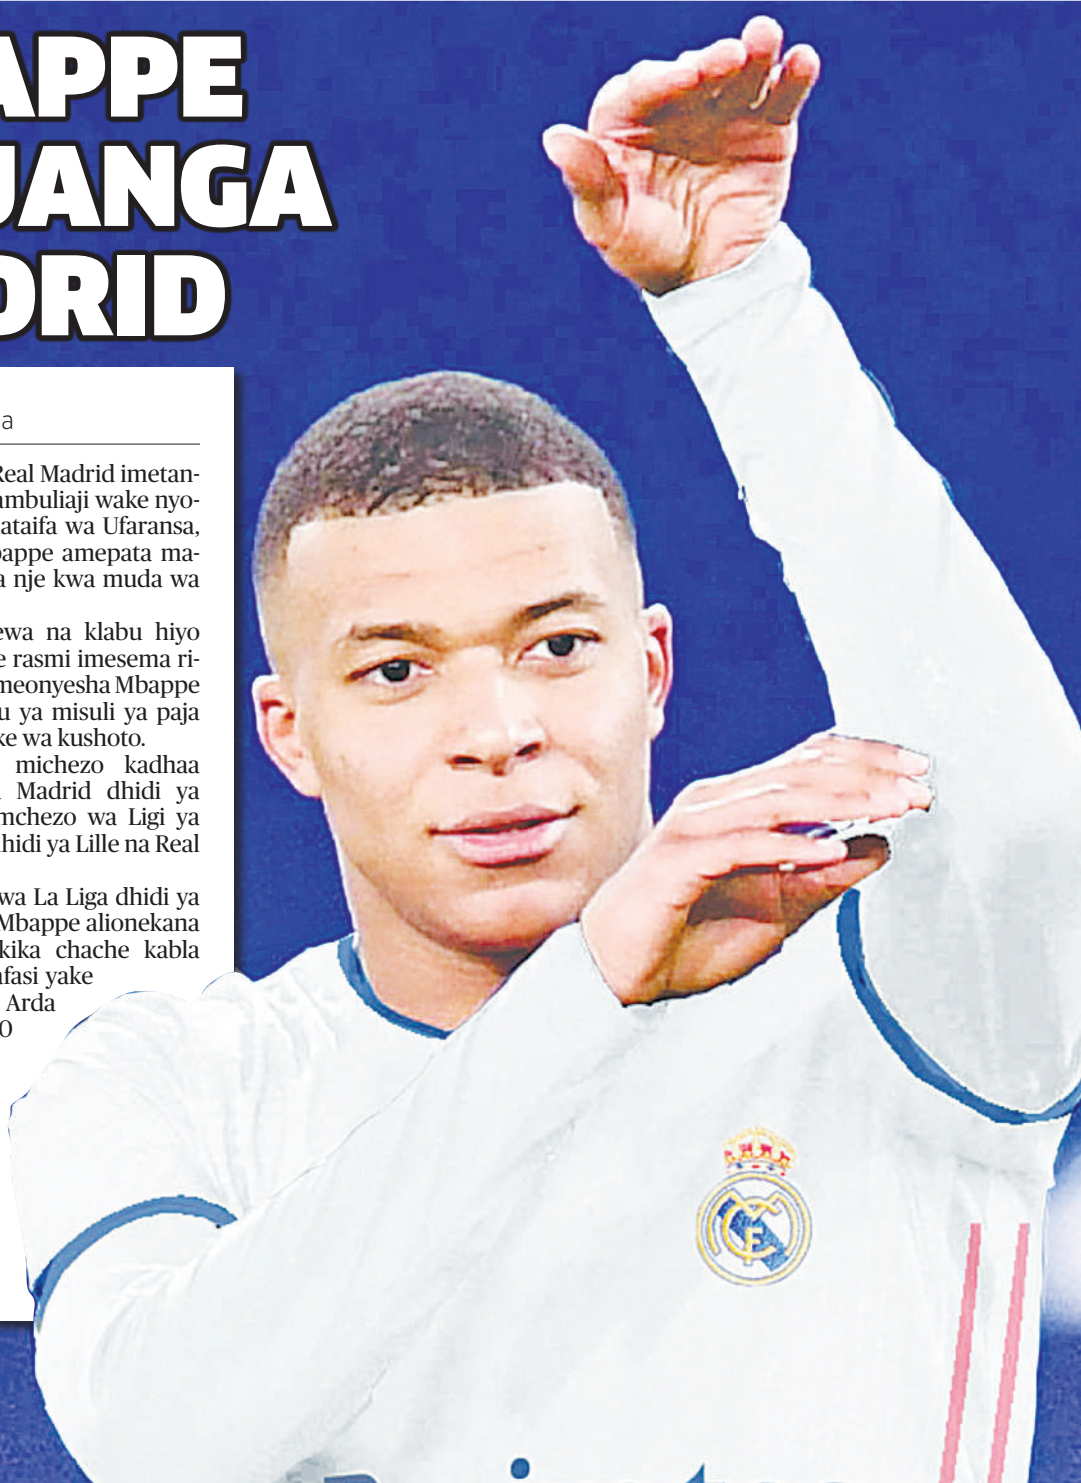 APPE
UANGA
DRID
a
Real Madrid imetan-
ambuliaji wake nyo-
ataifa wa Ufaransa,
bappe amepata ma-
a nje kwa muda wa
ewa na klabu hiyo
e rasmi imesema ri-
meonyesha Mbappe
u ya misuli ya paja
ke wa kushoto.
michezo kadhaa
Madrid dhidi ya
mchezo wa Ligi ya
dhidi ya Lille na Real
wa La Liga dhidi ya
Mbappe alionekana
kika chache kabla
afasi yake
Arda
0